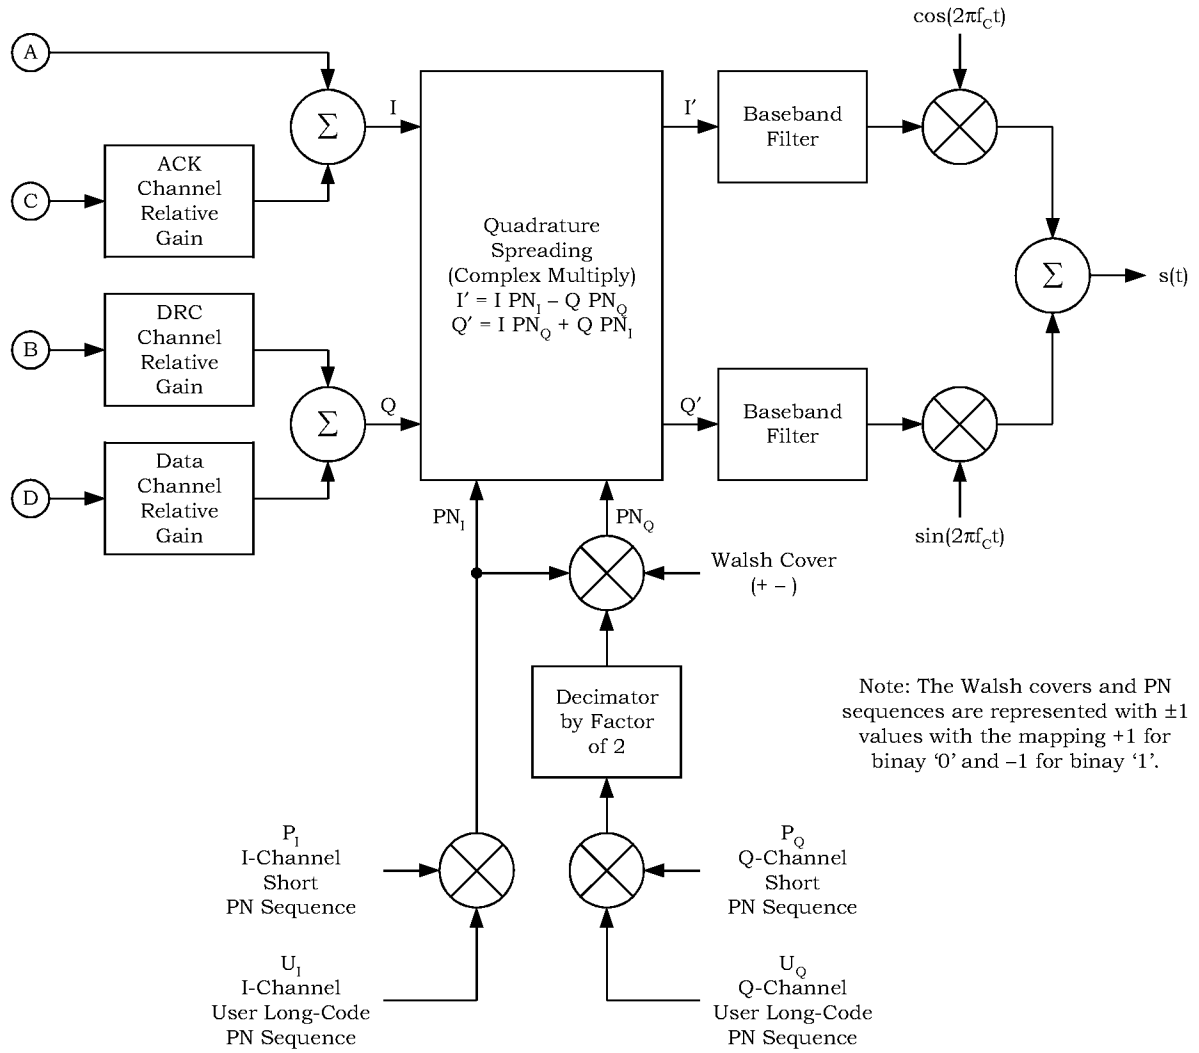 cos(2πf_Ct)
A
Σ
I
I′
Baseband
Filter
C
ACK
Channel
Relative
Gain
Quadrature
Spreading
(Complex Multiply)
I′ = I PN_I – Q PN_Q
Q′ = I PN_Q + Q PN_I
Σ
s(t)
B
DRC
Channel
Relative
Gain
Σ
Q
Q′
Baseband
Filter
D
Data
Channel
Relative
Gain
PN_I
PN_Q
sin(2πf_Ct)
Walsh Cover
(+ – )
Decimator
by Factor
of 2
Note: The Walsh covers and PN
sequences are represented with ±1
values with the mapping +1 for
binay ‘0’ and –1 for binay ‘1’.
P_I
I-Channel
Short
PN Sequence
P_Q
Q-Channel
Short
PN Sequence
U_I
I-Channel
User Long-Code
PN Sequence
U_Q
Q-Channel
User Long-Code
PN Sequence